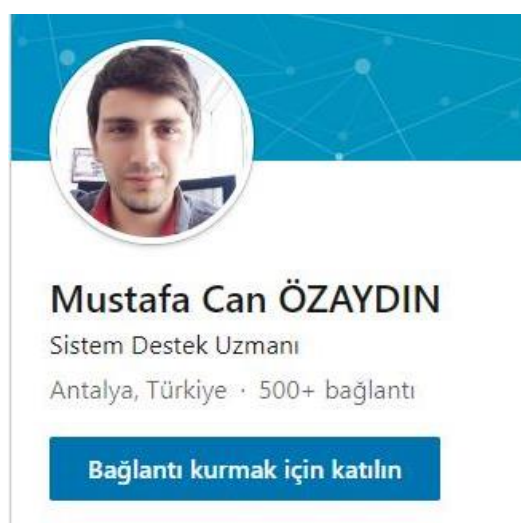 Mustafa Can ÖZAYDIN
Sistem Destek Uzmanı
Antalya, Türkiye · 500+ bağlantı
Bağlantı kurmak için katılın